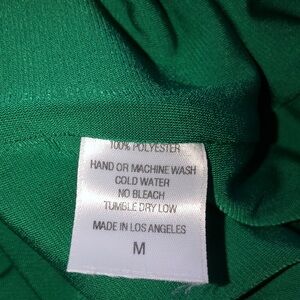 100% POLYESTER
HAND OR MACHINE WASH
COLD WATER
NO BLEACH
TUMBLE DRY LOW
MADE IN LOS ANGELES
M